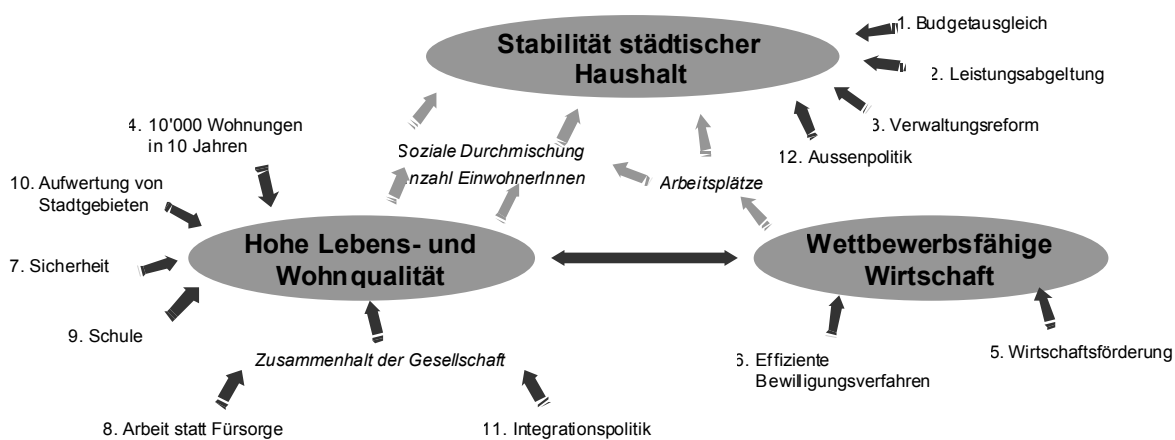 Stabilität städtischer
Haushalt
1. Budgetausgleich
2. Leistungsabgeltung
3. Verwaltungsreform
12. Aussenpolitik
4. 10'000 Wohnungen
in 10 Jahren
Soziale Durchmischung
Anzahl EinwohnerInnen
Arbeitsplätze
10. Aufwertung von
Stadtgebieten
7. Sicherheit
9. Schule
Hohe Lebens- und
Wohnqualität
Wettbewerbsfähige
Wirtschaft
Zusammenhalt der Gesellschaft
8. Arbeit statt Fürsorge
11. Integrationspolitik
6. Effiziente
Bewilligungsverfahren
5. Wirtschaftsförderung